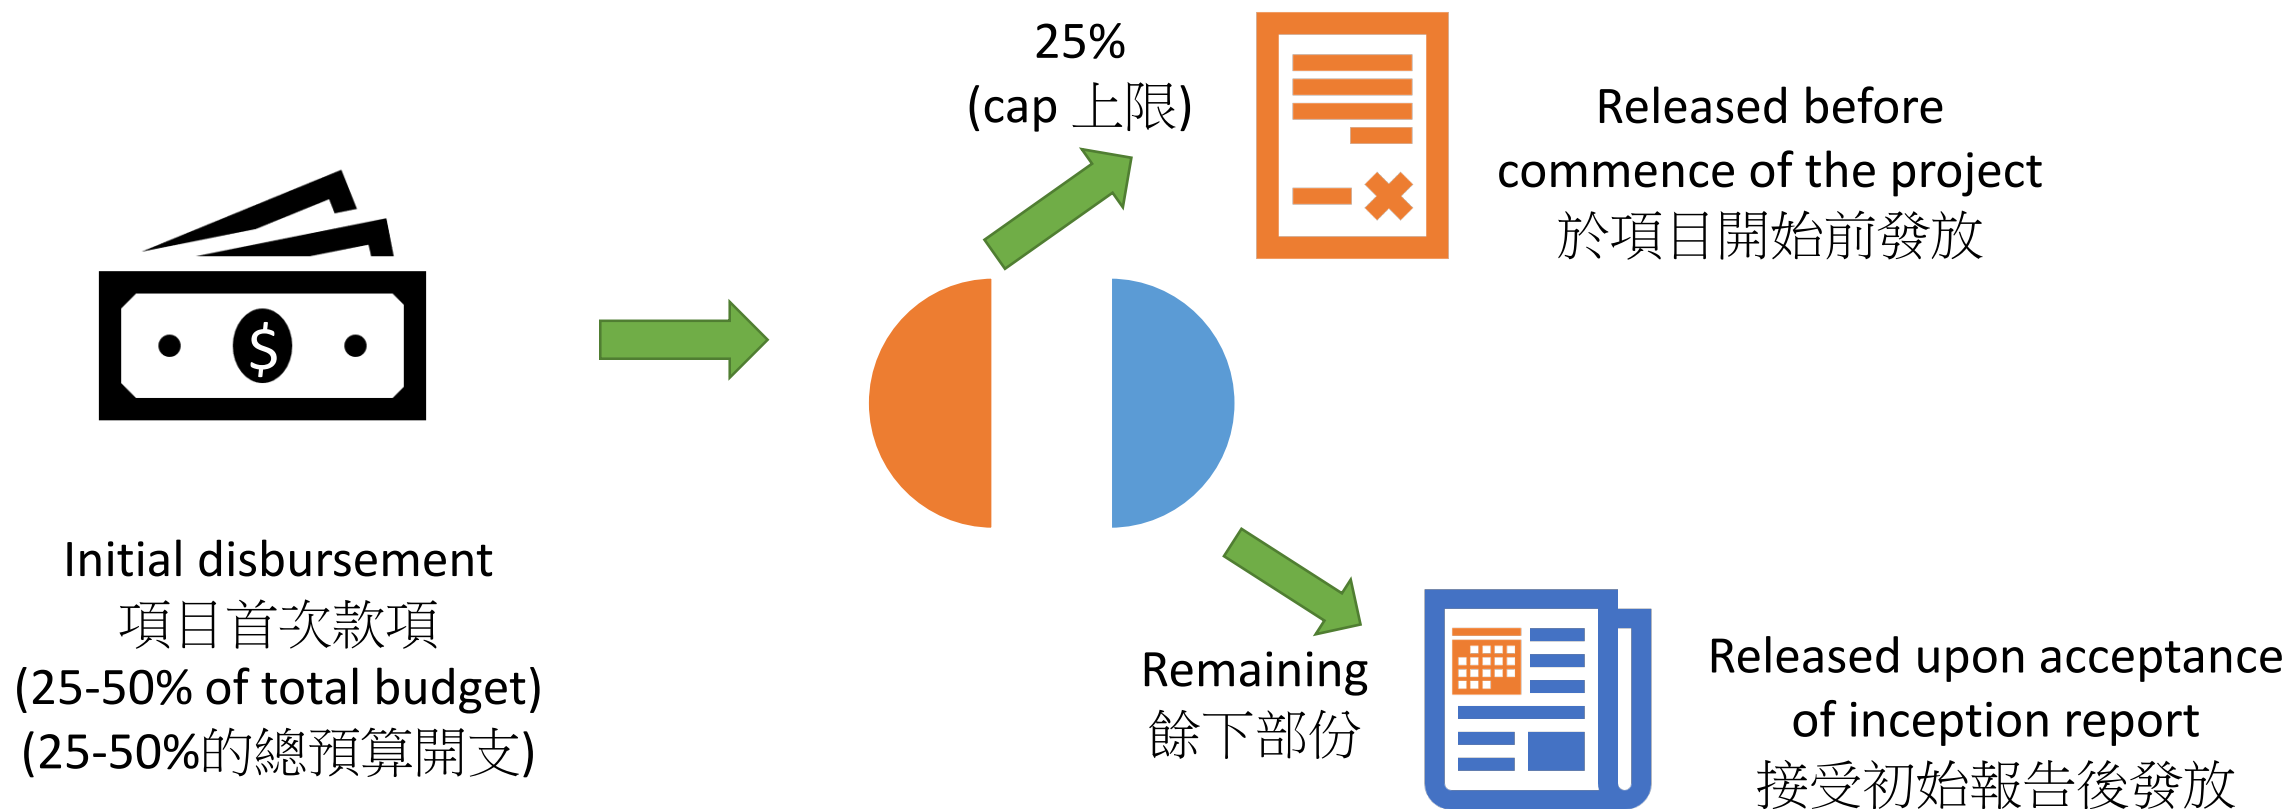 25%
(cap 上限)
Released before
commence of the project
於項目開始前發放
$
Initial disbursement
項目首次款項
(25-50% of total budget)
(25-50%的總預算開支)
Remaining
餘下部份
Released upon acceptance
of inception report
接受初始報告後發放